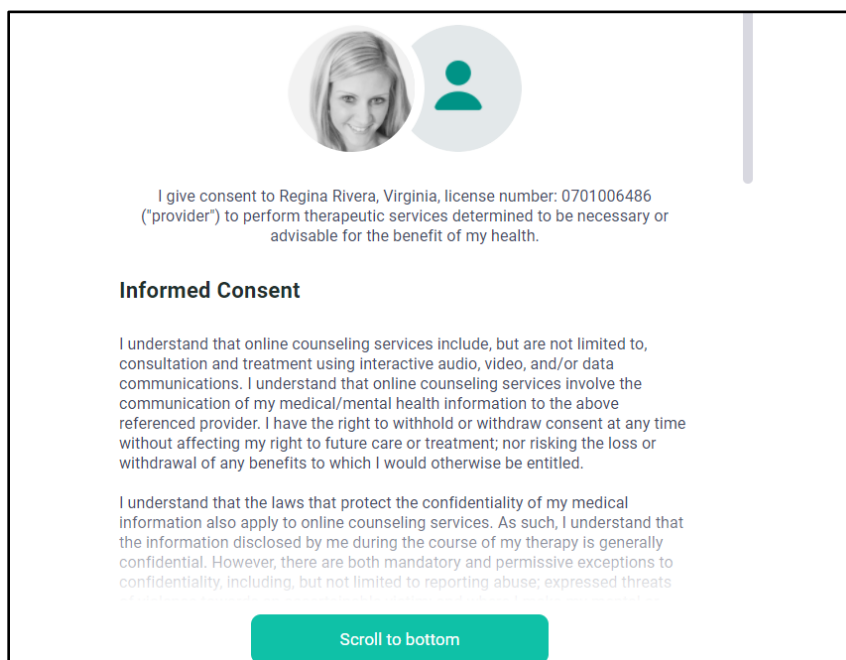 I give consent to Regina Rivera, Virginia, license number: 0701006486
("provider") to perform therapeutic services determined to be necessary or
advisable for the benefit of my health.
Informed Consent
I understand that online counseling services include, but are not limited to,
consultation and treatment using interactive audio, video, and/or data
communications. I understand that online counseling services involve the
communication of my medical/mental health information to the above
referenced provider. I have the right to withhold or withdraw consent at any time
without affecting my right to future care or treatment; nor risking the loss or
withdrawal of any benefits to which I would otherwise be entitled.
I understand that the laws that protect the confidentiality of my medical
information also apply to online counseling services. As such, I understand that
the information disclosed by me during the course of my therapy is generally
confidential. However, there are both mandatory and permissive exceptions to
confidentiality, including, but not limited to reporting abuse; expressed threats
Scroll to bottom